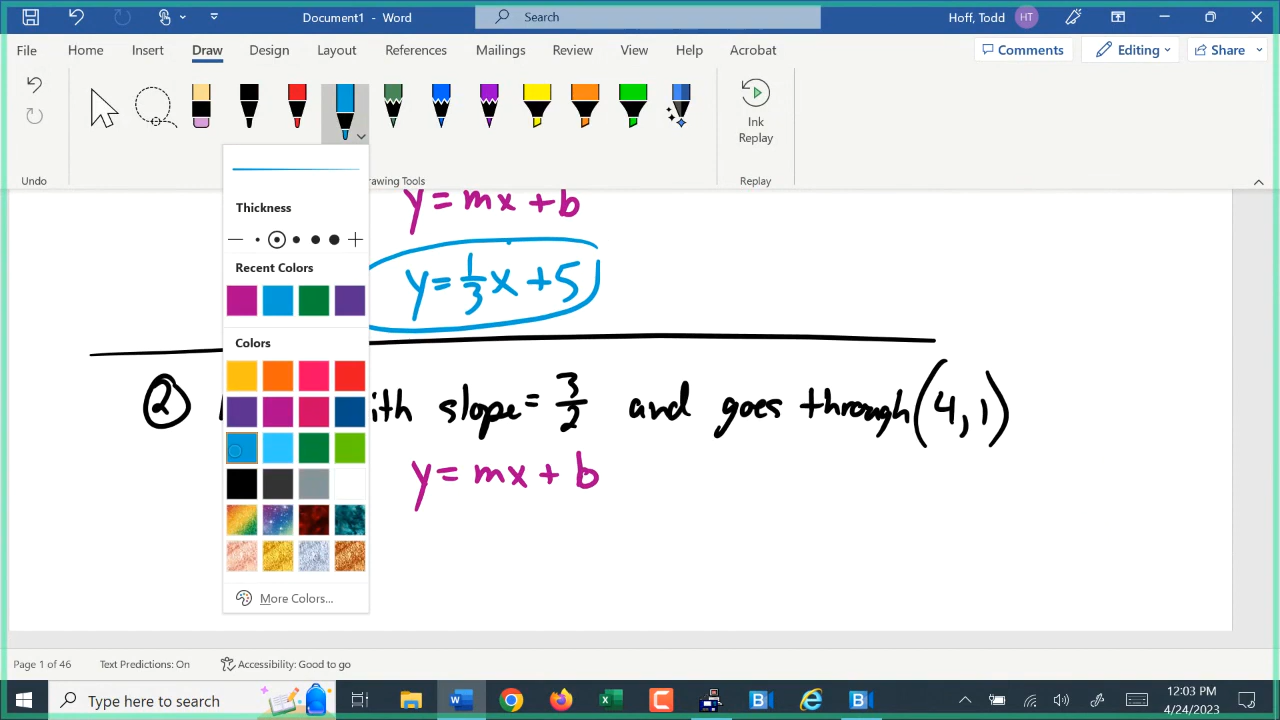 Document1 • Word
Search
Hoff, Todd
HT
File
Home
Insert
Draw
Design
Layout
References
Mailings
Review
View
Help
Acrobat
Comments
Editing
Share
Ink
Replay
Undo
rawing Tools
Replay
Thickness
Recent Colors
Colors
More Colors...
y = mx + b
y = 1/3 x + 5
② ith slope = 3/2 and goes through (4, 1)
y = mx + b
Page 1 of 46
Text Predictions: On
Accessibility: Good to go
Type here to search
12:03 PM
4/24/2023